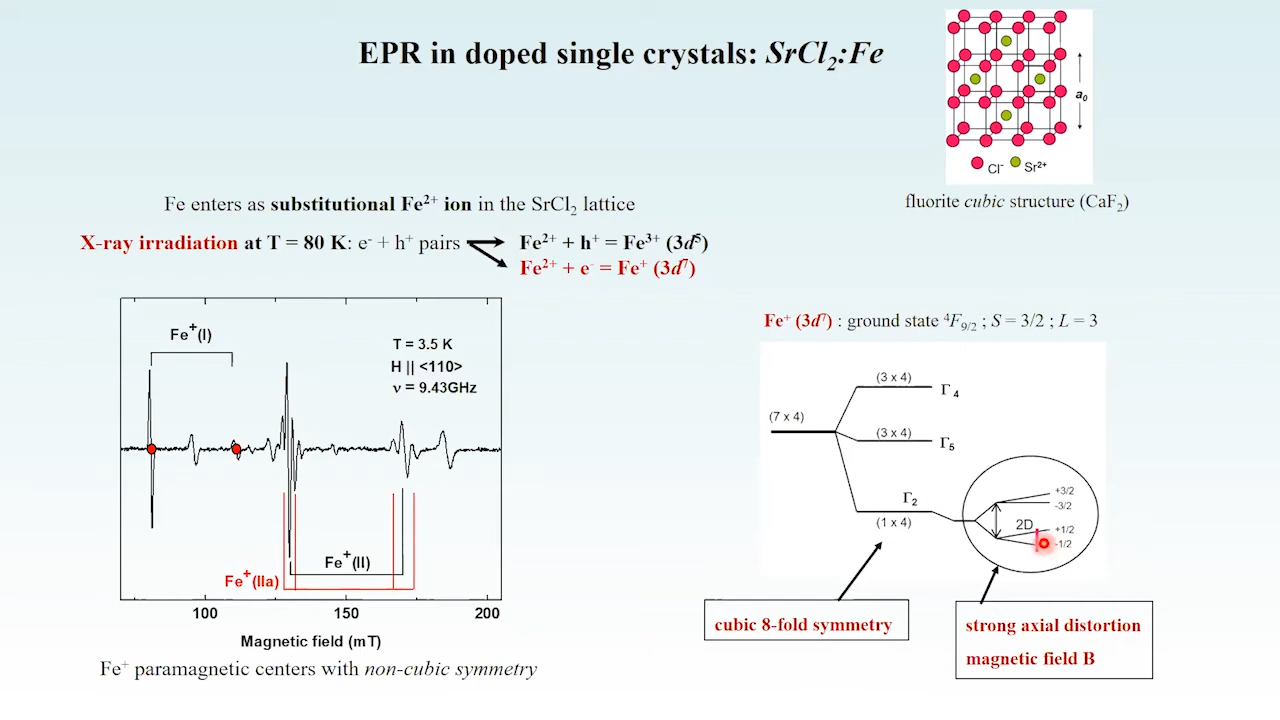 EPR in doped single crystals: SrCl₂:Fe
a₀
Cl⁻ Sr²⁺
fluorite cubic structure (CaF₂)
Fe enters as substitutional Fe²⁺ ion in the SrCl₂ lattice
X-ray irradiation at T = 80 K: e⁻ + h⁺ pairs
Fe²⁺ + h⁺ = Fe³⁺ (3d⁵)
Fe²⁺ + e⁻ = Fe⁺ (3d⁷)
Fe⁺(I)
T = 3.5 K
H || <110>
ν = 9.43GHz
Fe⁺(II)
Fe⁺(IIa)
100 150 200
Magnetic field (mT)
Fe⁺ paramagnetic centers with non-cubic symmetry
Fe⁺ (3d⁷) : ground state ⁴F₉/₂ ; S = 3/2 ; L = 3
(7 x 4)
(3 x 4)
Γ₄
(3 x 4)
Γ₅
Γ₂
(1 x 4)
+3/2
-3/2
2D
+1/2
-1/2
cubic 8-fold symmetry
strong axial distortion
magnetic field B